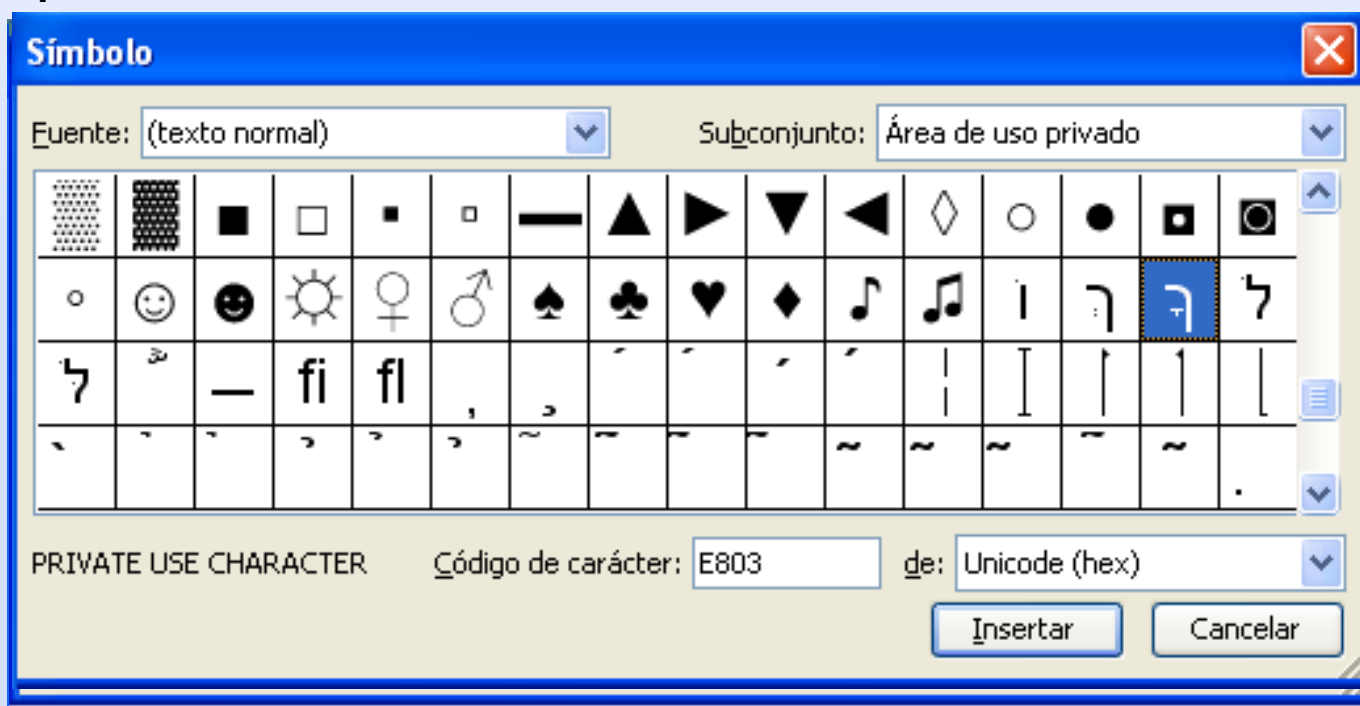 Símbolo
Fuente: (texto normal) Subconjunto: Área de uso privado
■ □ ▪ ▫ ▬ ▲ ► ▼ ◄ ◊ ○ ● ◘ ◙
◦ ☺ ☻ ☼ ♀ ♂ ♠ ♣ ♥ ♦ ♪ ♫ וֹ ךְ ךָ ל
ל — fi fl
PRIVATE USE CHARACTER Código de carácter: E803 de: Unicode (hex)
Insertar Cancelar